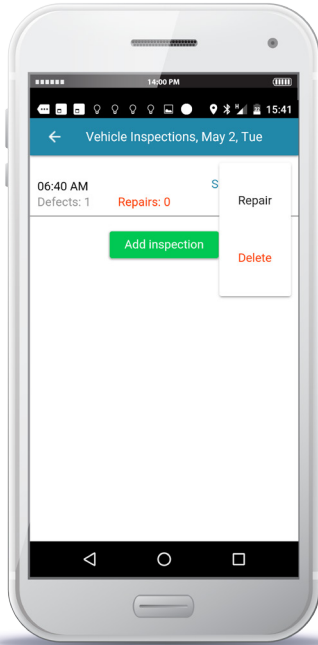 14:00 PM
15:41
Vehicle Inspections, May 2, Tue
06:40 AM
S
Defects: 1 Repairs: 0
Repair
Add inspection
Delete